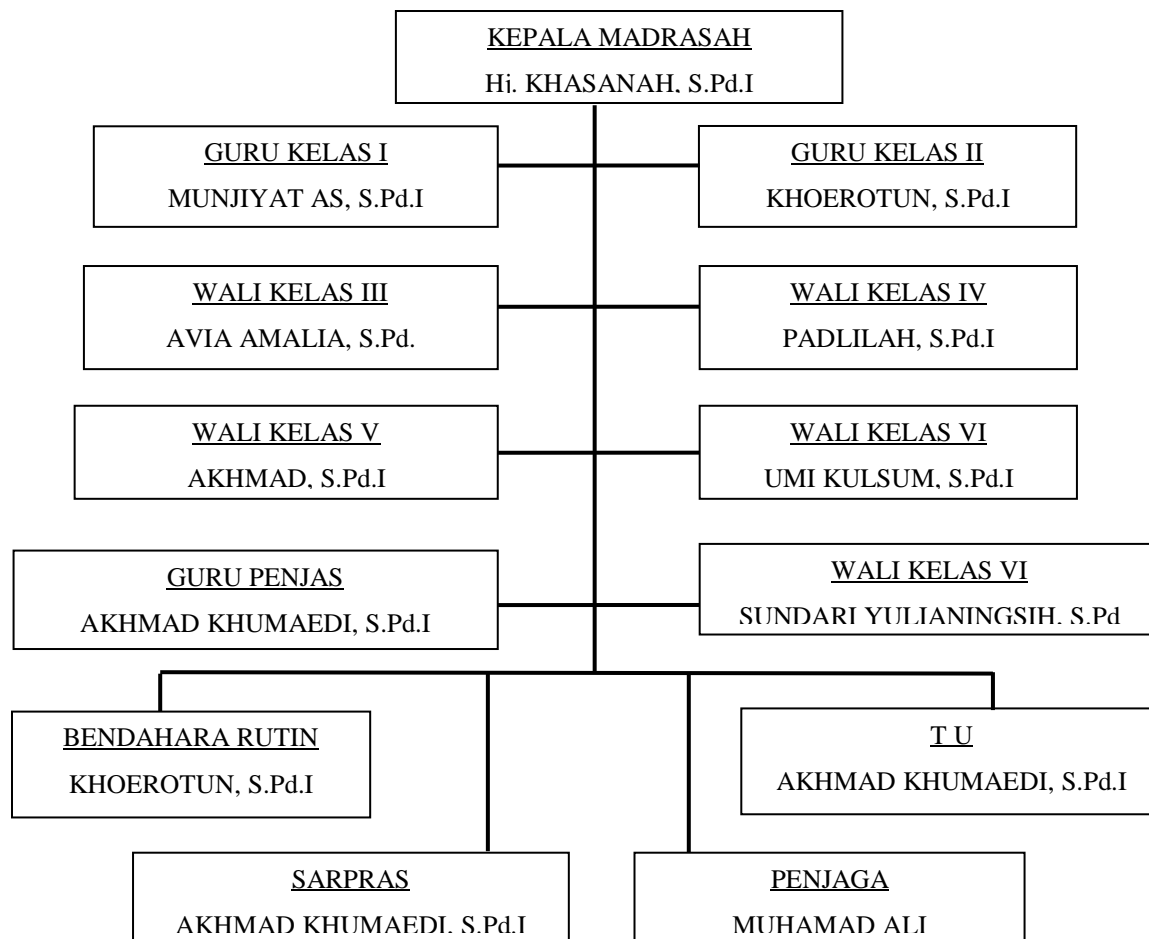 KEPALA MADRASAH
Hj. KHASANAH, S.Pd.I
GURU KELAS I
MUNJIYAT AS, S.Pd.I
GURU KELAS II
KHOEROTUN, S.Pd.I
WALI KELAS III
AVIA AMALIA, S.Pd.
WALI KELAS IV
PADLILAH, S.Pd.I
WALI KELAS V
AKHMAD, S.Pd.I
WALI KELAS VI
UMI KULSUM, S.Pd.I
GURU PENJAS
AKHMAD KHUMAEDI, S.Pd.I
WALI KELAS VI
SUNDARI YULIANINGSIH, S.Pd
BENDAHARA RUTIN
KHOEROTUN, S.Pd.I
T U
AKHMAD KHUMAEDI, S.Pd.I
SARPRAS
AKHMAD KHUMAEDI, S.Pd.I
PENJAGA
MUHAMAD ALI